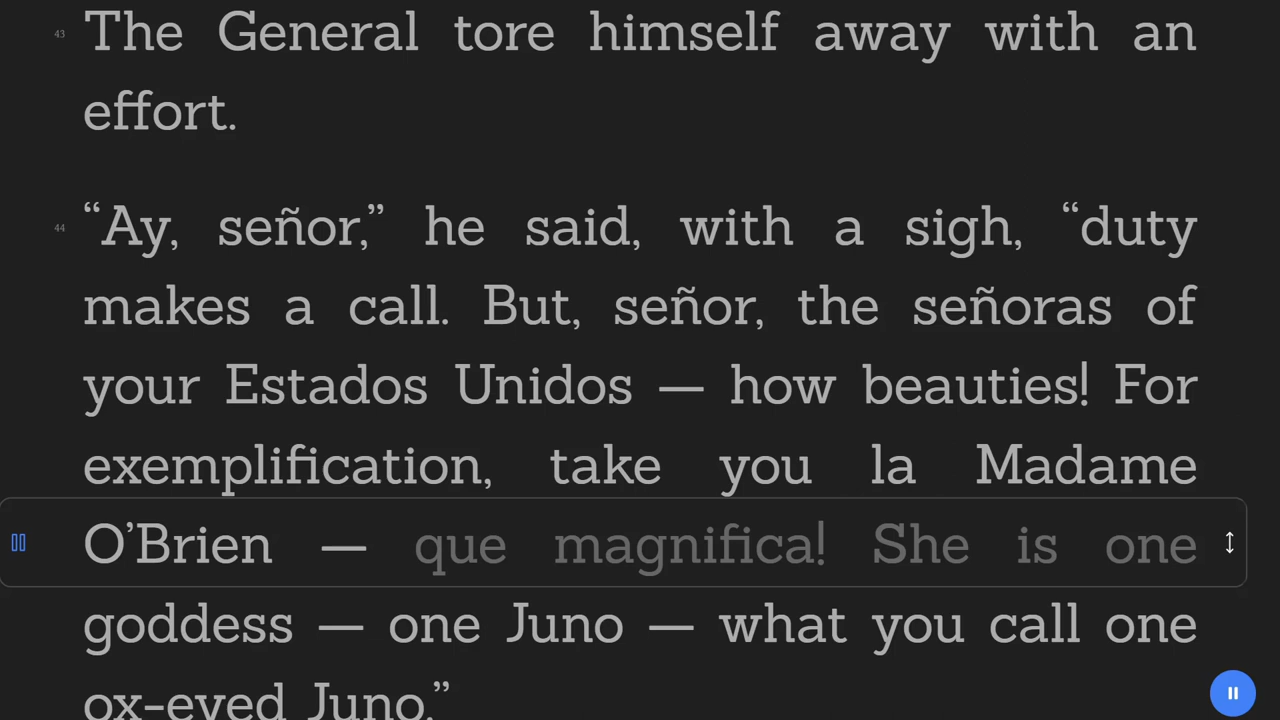 43 The General tore himself away with an
effort.
44 “Ay, señor,” he said, with a sigh, “duty
makes a call. But, señor, the señoras of
your Estados Unidos — how beauties! For
exemplification, take you la Madame
O’Brien — que magnifica! She is one
goddess — one Juno — what you call one
ox-eyed Juno.”